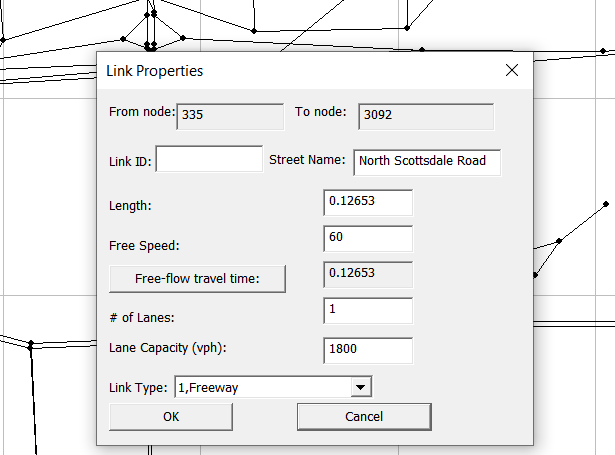 Link Properties
From node: 335 To node: 3092
Link ID: Street Name: North Scottsdale Road
Length: 0.12653
Free Speed: 60
Free-flow travel time: 0.12653
# of Lanes: 1
Lane Capacity (vph): 1800
Link Type: 1,Freeway
OK Cancel